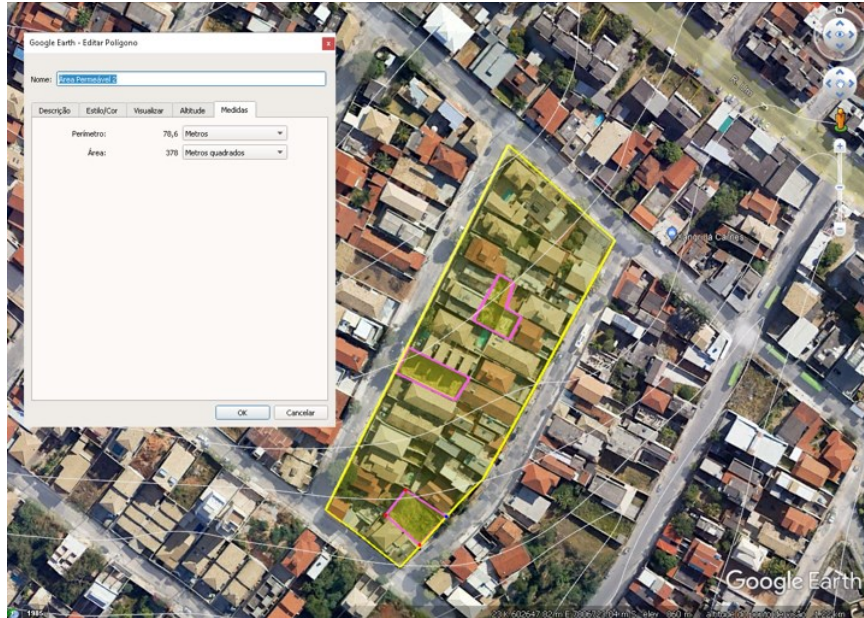 Google Earth - Editar Polígono
Nome: Área Permeável 2
Descrição Estilo/Cor Visualizar Altitude Medidas
Perímetro: 78,6 Metros
Área: 378 Metros quadrados
OK Cancelar
N
Google Earth
1985